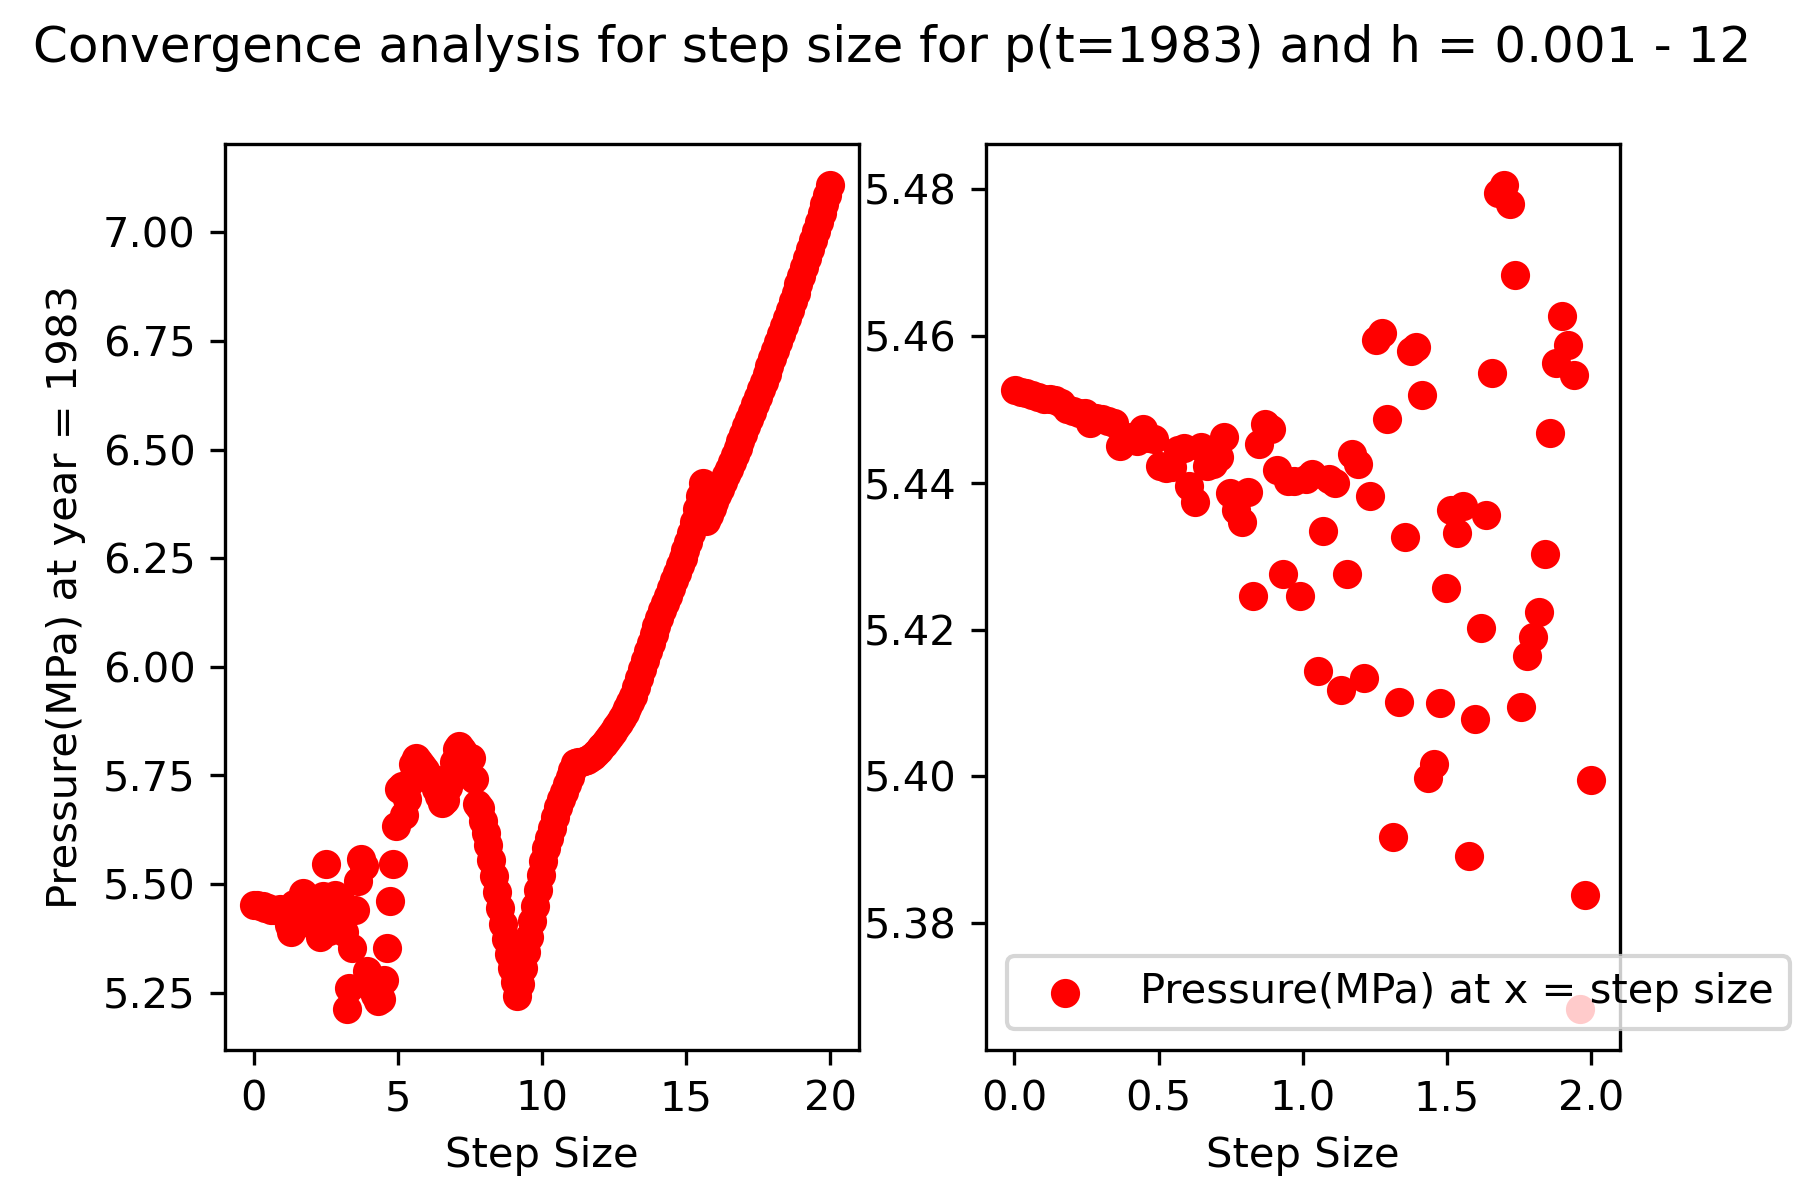 Convergence analysis for step size for p(t=1983) and h = 0.001 - 12
Pressure(MPa) at year = 1983
7.00
6.75
6.50
6.25
6.00
5.75
5.50
5.25
0 5 10 15 20
Step Size
5.48
5.46
5.44
5.42
5.40
5.38
Pressure(MPa) at x = step size
0.0 0.5 1.0 1.5 2.0
Step Size